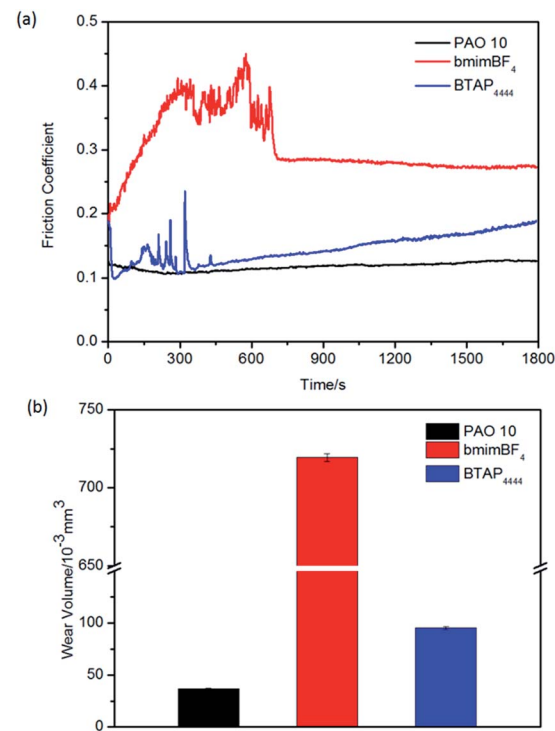 (a)
0.5
PAO 10
bmimBF₄
BTAP₄₄₄₄
0.4
0.3
0.2
0.1
0.0
Friction Coefficient
0 300 600 900 1200 1500 1800
Time/s
(b)
750
PAO 10
bmimBF₄
BTAP₄₄₄₄
700
650
100
50
0
Wear Volume/10⁻³mm³